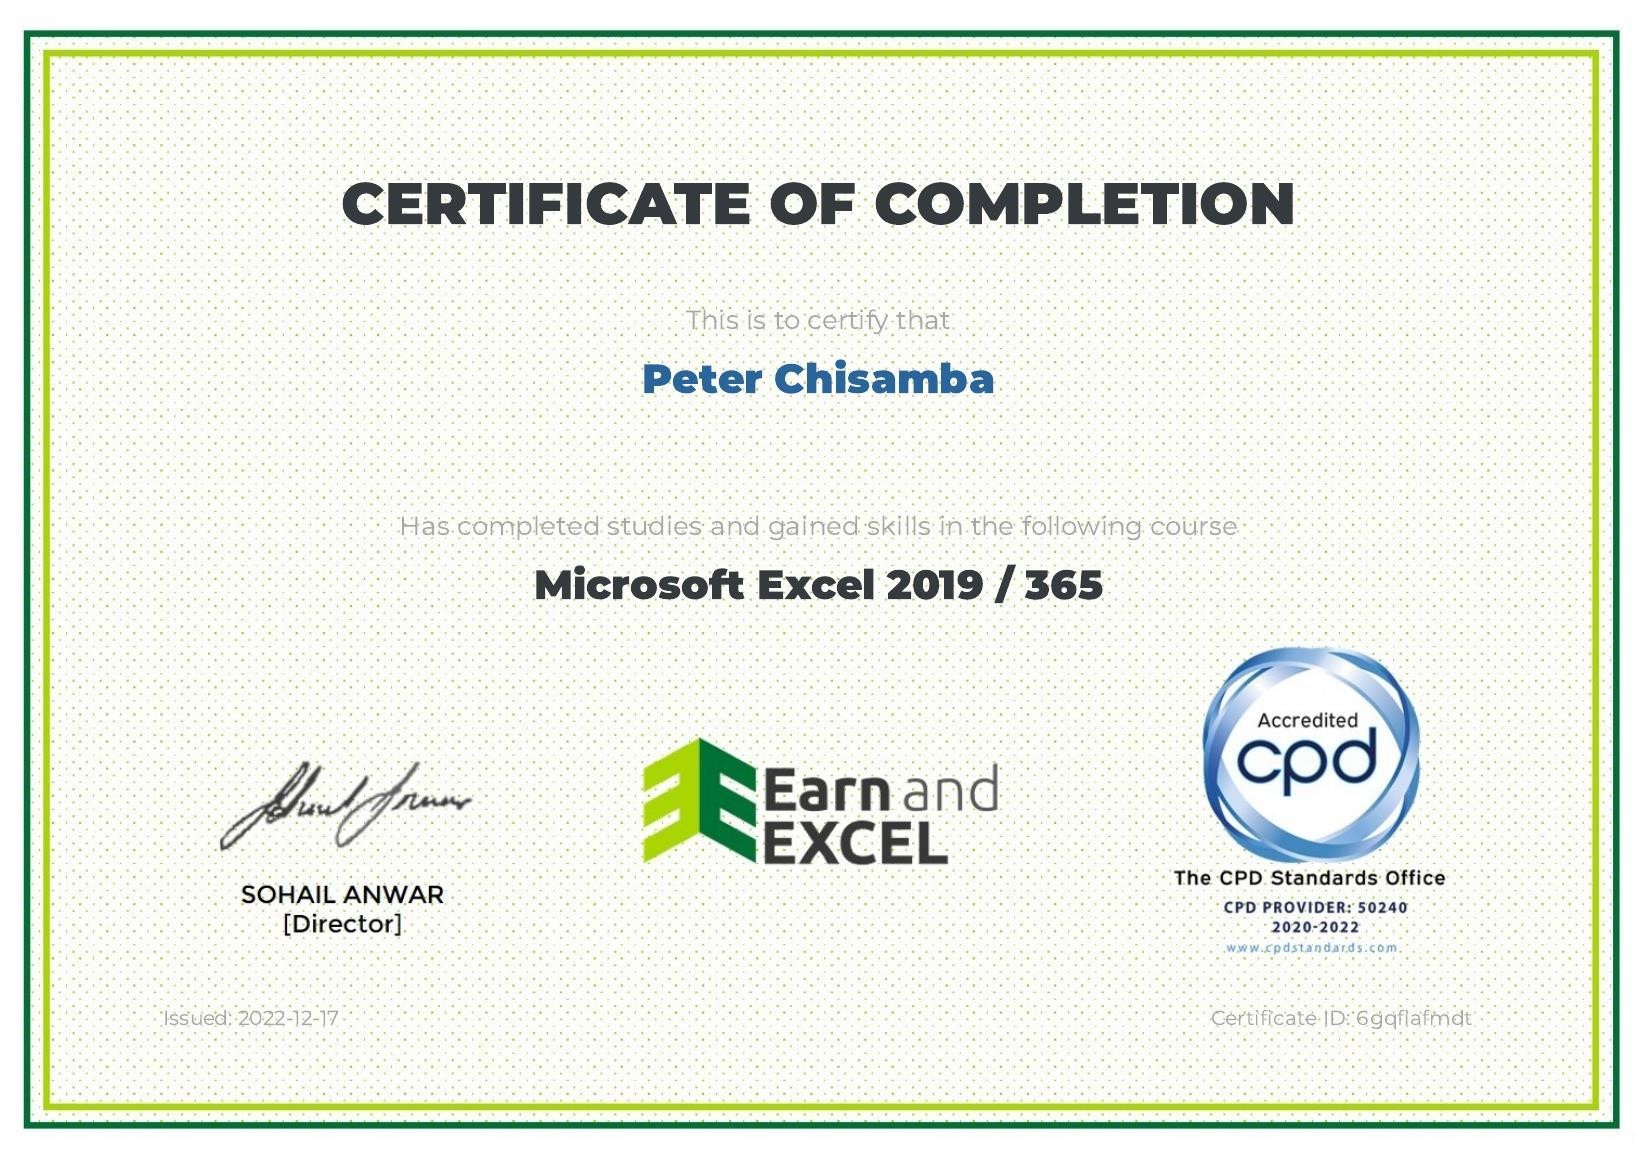 CERTIFICATE OF COMPLETION
This is to certify that
Peter Chisamba
Has completed studies and gained skills in the following course
Microsoft Excel 2019 / 365
Accredited
cpd
Earn and
EXCEL
The CPD Standards Office
SOHAIL ANWAR
CPD PROVIDER: 50240
[Director]
2020-2022
www.cpdstandards.com
Issued: 2022-12-17
Certificate ID: 6gqflafmdt